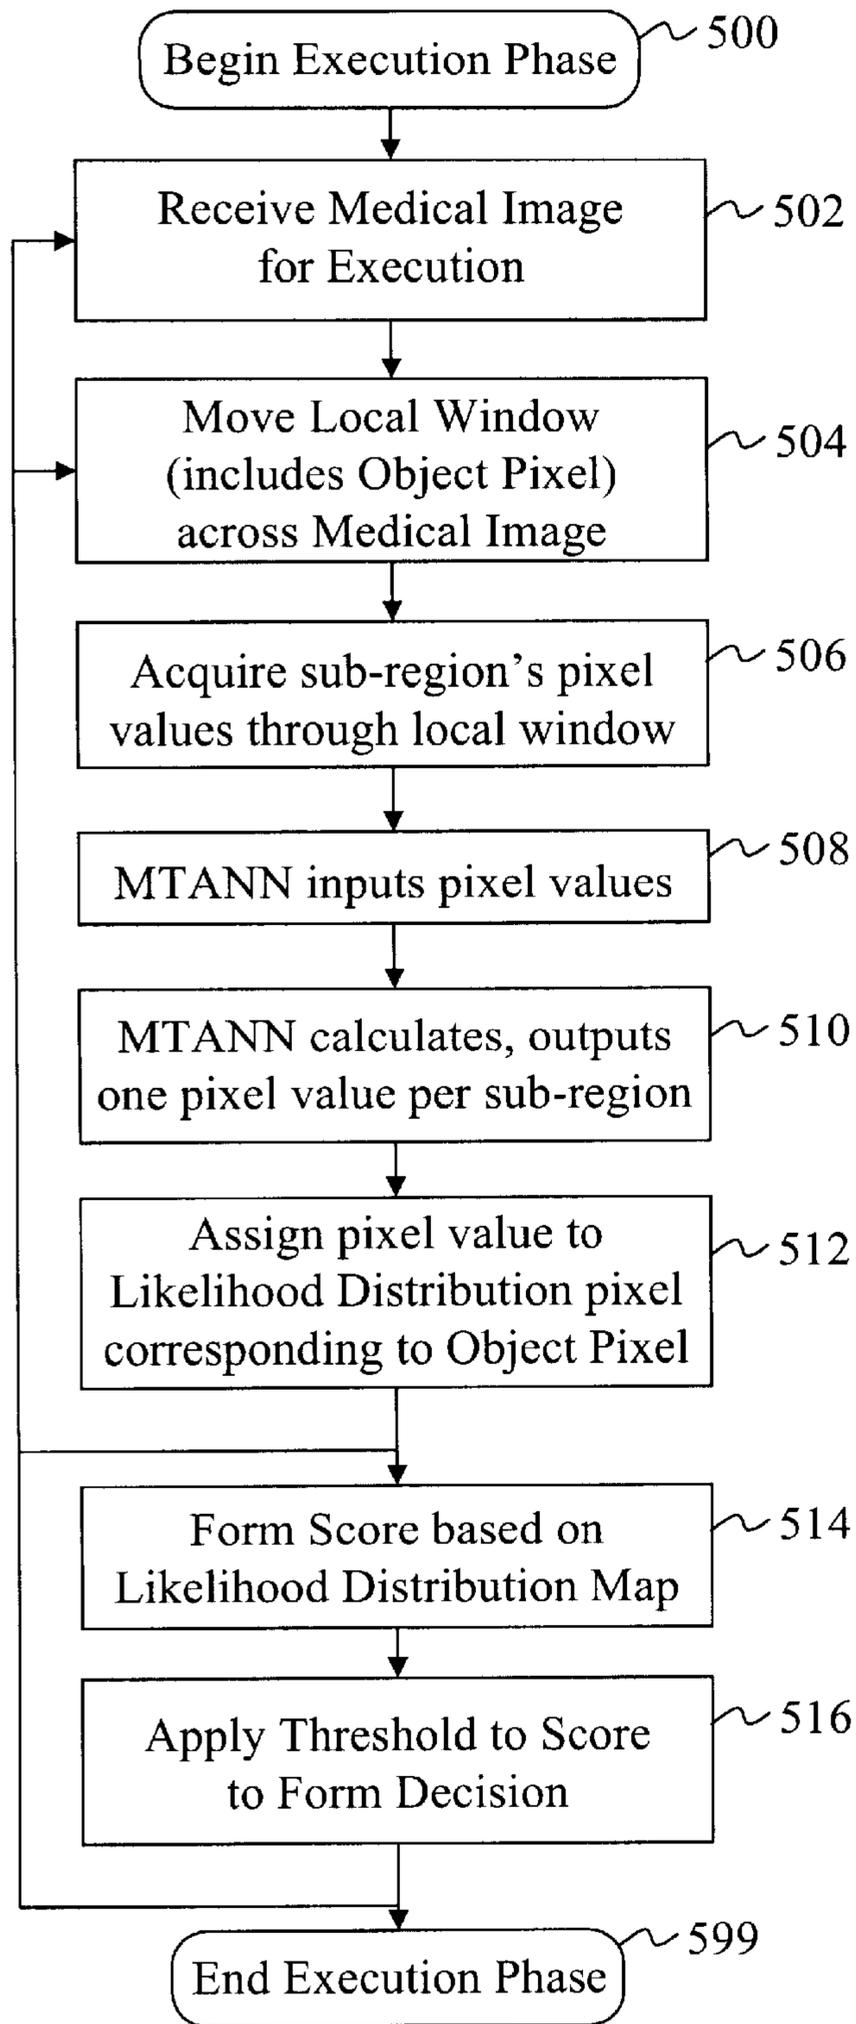 Begin Execution Phase
500
Receive Medical Image
for Execution
502
Move Local Window
(includes Object Pixel)
across Medical Image
504
Acquire sub-region's pixel
values through local window
506
MTANN inputs pixel values
508
MTANN calculates, outputs
one pixel value per sub-region
510
Assign pixel value to
Likelihood Distribution pixel
corresponding to Object Pixel
512
Form Score based on
Likelihood Distribution Map
514
Apply Threshold to Score
to Form Decision
516
End Execution Phase
599